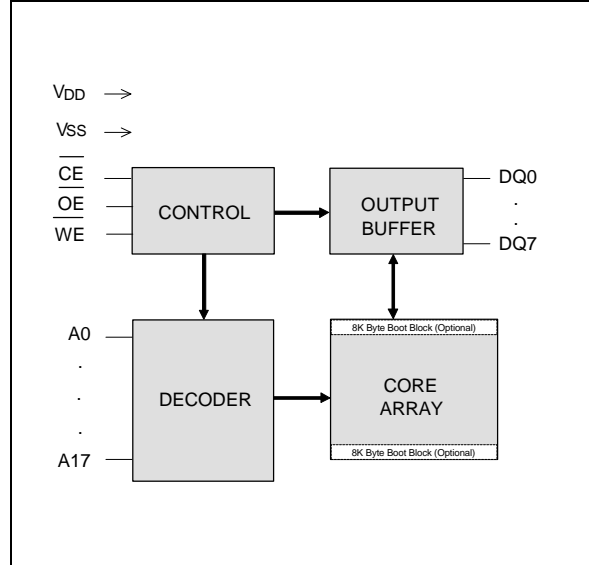 VDD
VSS
CE
OE
WE
CONTROL
OUTPUT
BUFFER
DQ0
.
.
DQ7
A0
.
.
.
A17
DECODER
8K Byte Boot Block (Optional)
CORE
ARRAY
8K Byte Boot Block (Optional)